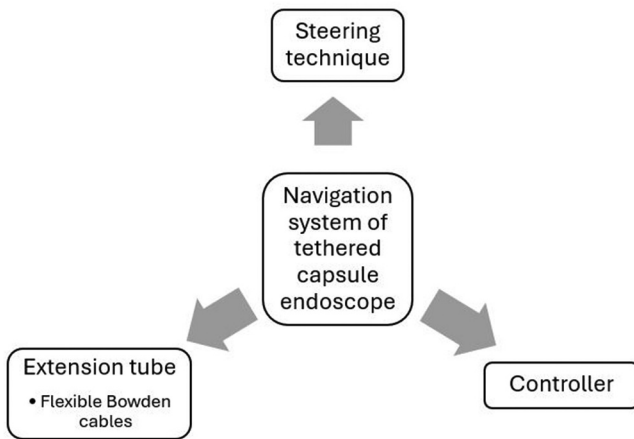 Steering
technique
Navigation
system of
tethered
capsule
endoscope
Extension tube
• Flexible Bowden
cables
Controller